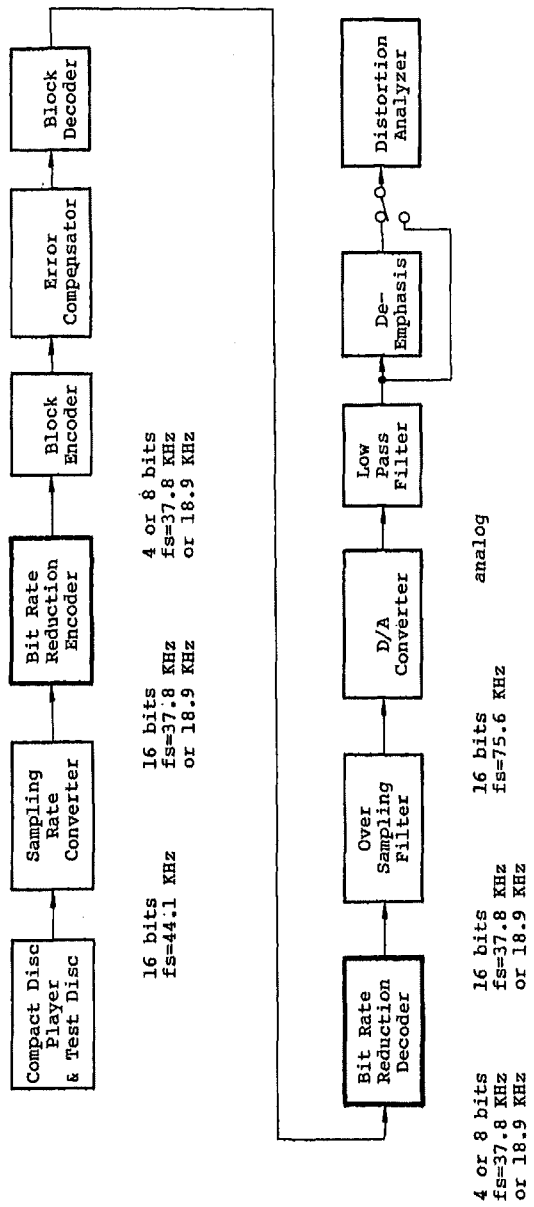 Compact Disc
Player
& Test Disc
Sampling
Rate
Converter
Bit Rate
Reduction
Encoder
Block
Encoder
Error
Compensator
Block
Decoder
16 bits
fs=44.1 KHz
16 bits
fs=37.8 KHz
or 18.9 KHz
4 or 8 bits
fs=37.8 KHz
or 18.9 KHz
Bit Rate
Reduction
Decoder
Over
Sampling
Filter
D/A
Converter
Low
Pass
Filter
De-
Emphasis
Distortion
Analyzer
4 or 8 bits
fs=37.8 KHz
or 18.9 KHz
16 bits
fs=37.8 KHz
or 18.9 KHz
16 bits
fs=75.6 KHz
analog